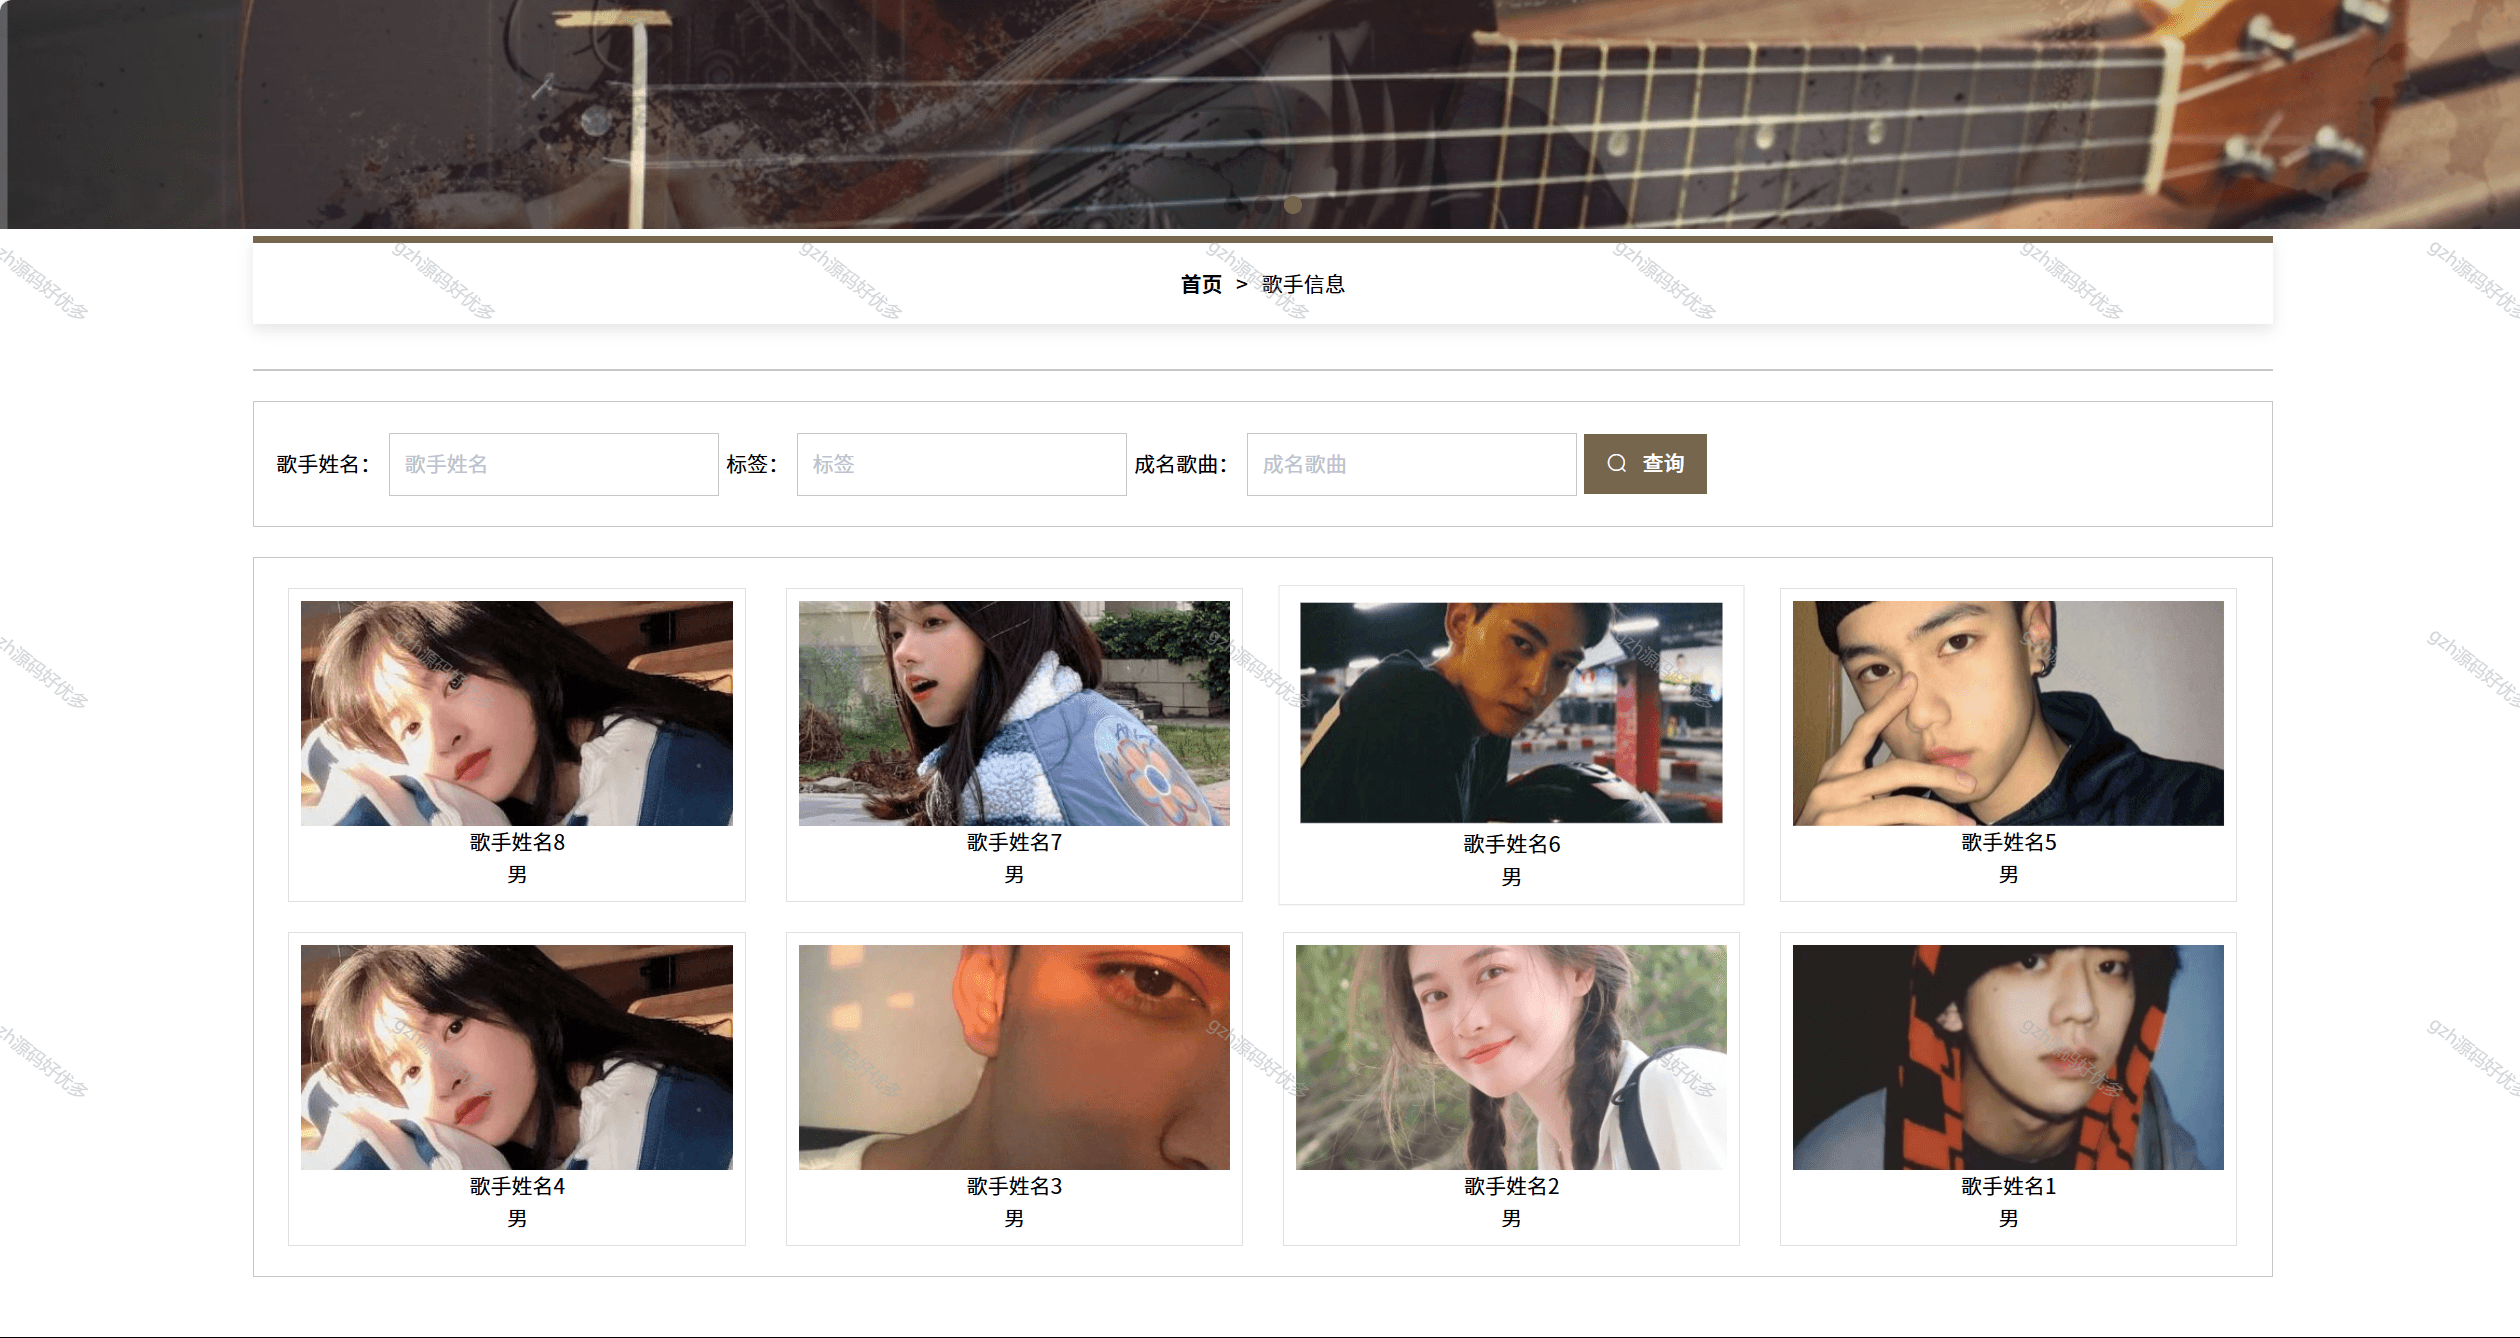 首页 > 歌手信息
歌手姓名： 歌手姓名 标签： 标签 成名歌曲： 成名歌曲 查询
歌手姓名8
男
歌手姓名7
男
歌手姓名6
男
歌手姓名5
男
歌手姓名4
男
歌手姓名3
男
歌手姓名2
男
歌手姓名1
男
gzh源码好优多